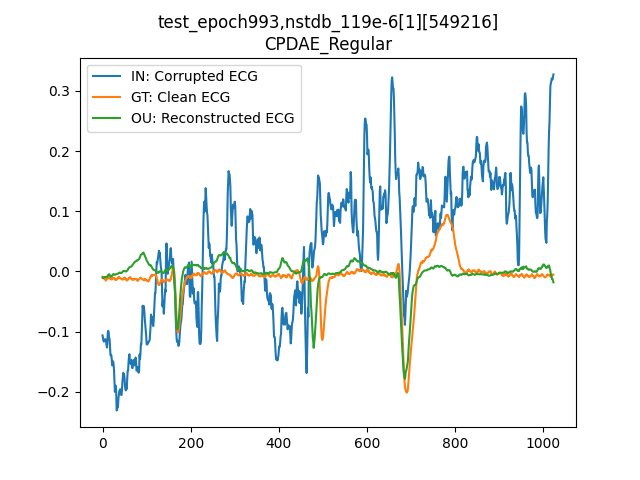 test_epoch993,nstdb_119e-6[1][549216]
CPDAE_Regular
IN: Corrupted ECG
GT: Clean ECG
OU: Reconstructed ECG
0.3
0.2
0.1
0.0
−0.1
−0.2
0 200 400 600 800 1000